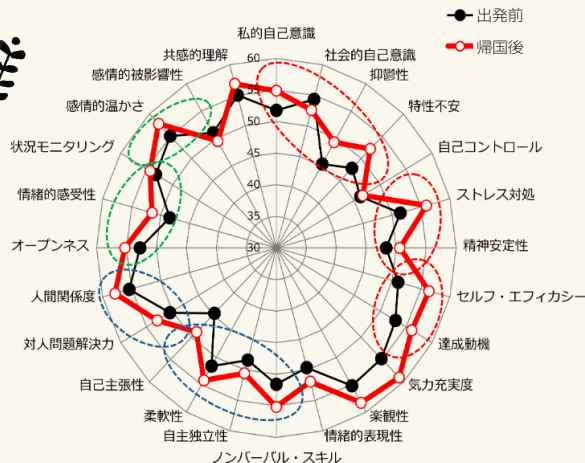 私的自己意識
社会的自己意識
抑鬱性
特性不安
自己コントロール
ストレス対処
精神安定性
セルフ・エフィカシー
達成動機
気力充実度
楽観性
情緒的表現性
ノンバーバル・スキル
自主独立性
柔軟性
自己主張性
対人問題解決力
人間関係度
オープンネス
情緒的感受性
状況モニタリング
感情的温かさ
感情的被影響性
共感的理解
60
55
50
45
40
35
30
出発前
帰国後